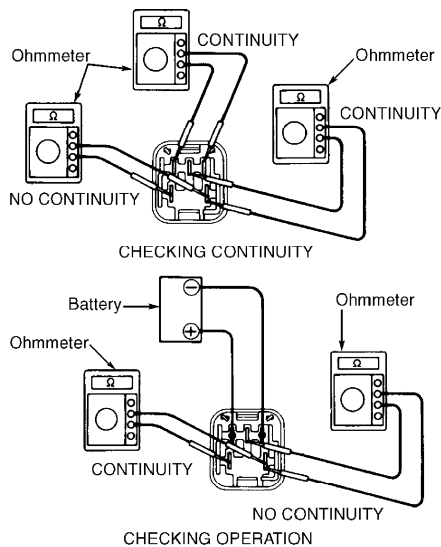 Ω
CONTINUITY
Ohmmeter
Ohmmeter
Ω
Ω
CONTINUITY
NO CONTINUITY
CHECKING CONTINUITY
Battery
−
+
Ohmmeter
Ohmmeter
Ω
Ω
CONTINUITY
NO CONTINUITY
CHECKING OPERATION